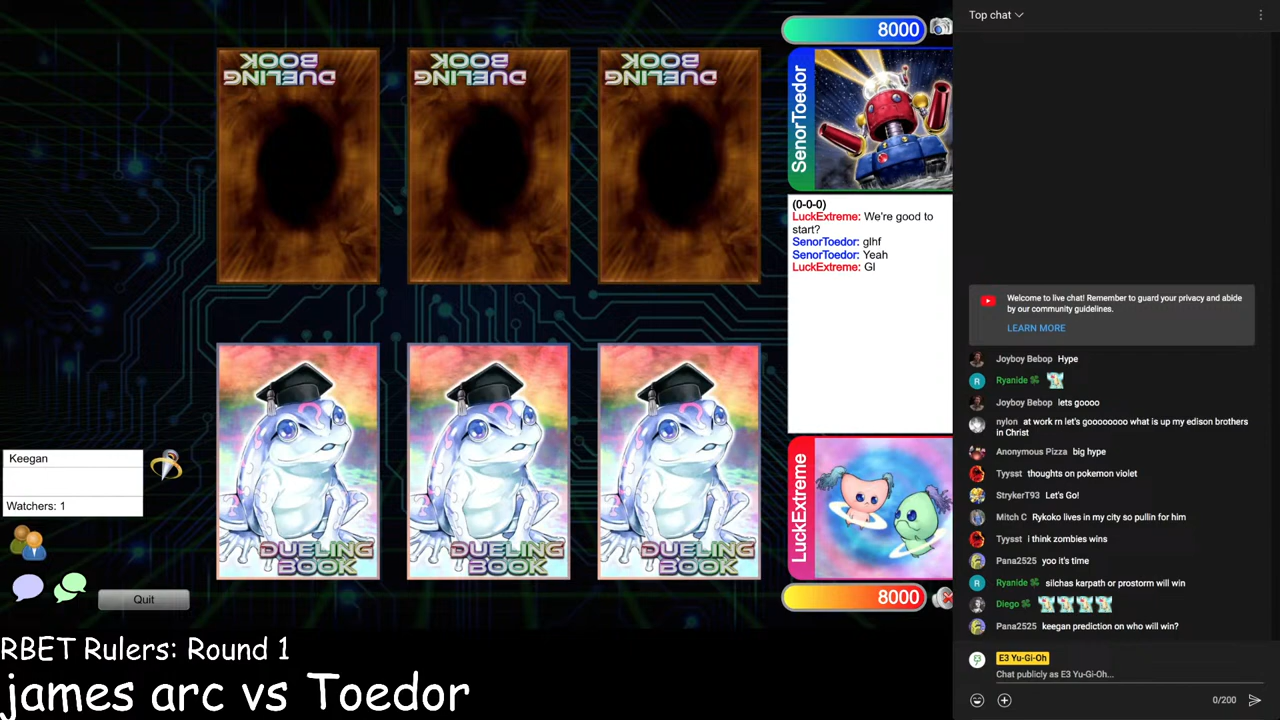 BOOK
DUELING
BOOK
DUELING
BOOK
DUELING
8000
SenorToedor
(0-0-0)
LuckExtreme: We're good to
start?
SenorToedor: glhf
SenorToedor: Yeah
LuckExtreme: Gl
DUELING
BOOK
DUELING
BOOK
DUELING
BOOK
LuckExtreme
8000
Keegan
Watchers: 1
Quit
RBET Rulers: Round 1
james arc vs Toedor
Top chat
Welcome to live chat! Remember to guard your privacy and abide
by our community guidelines.
LEARN MORE
Joyboy Bebop Hype
R Ryanide
Joyboy Bebop lets goooo
nylon at work rn let's goooooooo what is up my edison brothers
in Christ
Anonymous Pizza big hype
Tyysst thoughts on pokemon violet
StrykerT93 Let's Go!
Mitch C Rykoko lives in my city so pullin for him
Tyysst i think zombies wins
Pana2525 yoo it's time
R Ryanide silchas karpath or prostorm will win
Diego
Pana2525 keegan prediction on who will win?
E3 Yu-Gi-Oh
Chat publicly as E3 Yu-Gi-Oh...
0/200